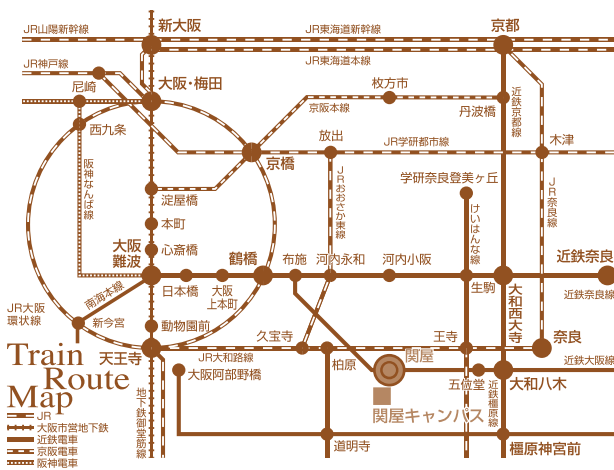 JR山陽新幹線
新大阪
JR東海道新幹線
京都
JR東海道本線
JR神戸線
尼崎
大阪・梅田
枚方市
近鉄京都線
京阪本線
丹波橋
西九条
放出
JR学研都市線
木津
京橋
阪神なんば線
JRおおさか東線
学研奈良登美ヶ丘
JR奈良線
淀屋橋
けいはんな線
本町
心斎橋
大阪
難波
鶴橋
布施
河内永和
河内小阪
近鉄奈良
南海本線
日本橋
大阪
上本町
生駒
大和西大寺
近鉄奈良線
JR大阪
環状線
新今宮
動物園前
久宝寺
王寺
奈良
天王寺
JR大和路線
柏原
関屋
近鉄大阪線
大阪阿部野橋
五位堂
大和八木
近鉄橿原線
地下鉄御堂筋線
関屋キャンパス
道明寺
橿原神宮前
Train
Route
Map
JR
大阪市営地下鉄
近鉄電車
京阪電車
阪神電車